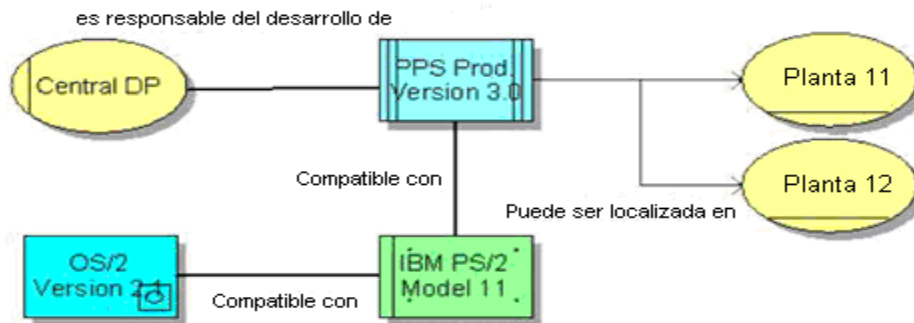 es responsable del desarrollo de
Central DP
PPS Prod.
Version 3.0
Planta 11
Planta 12
Compatible con
Puede ser localizada en
OS/2
Version 2.1
IBM PS/2
Model 11
Compatible con